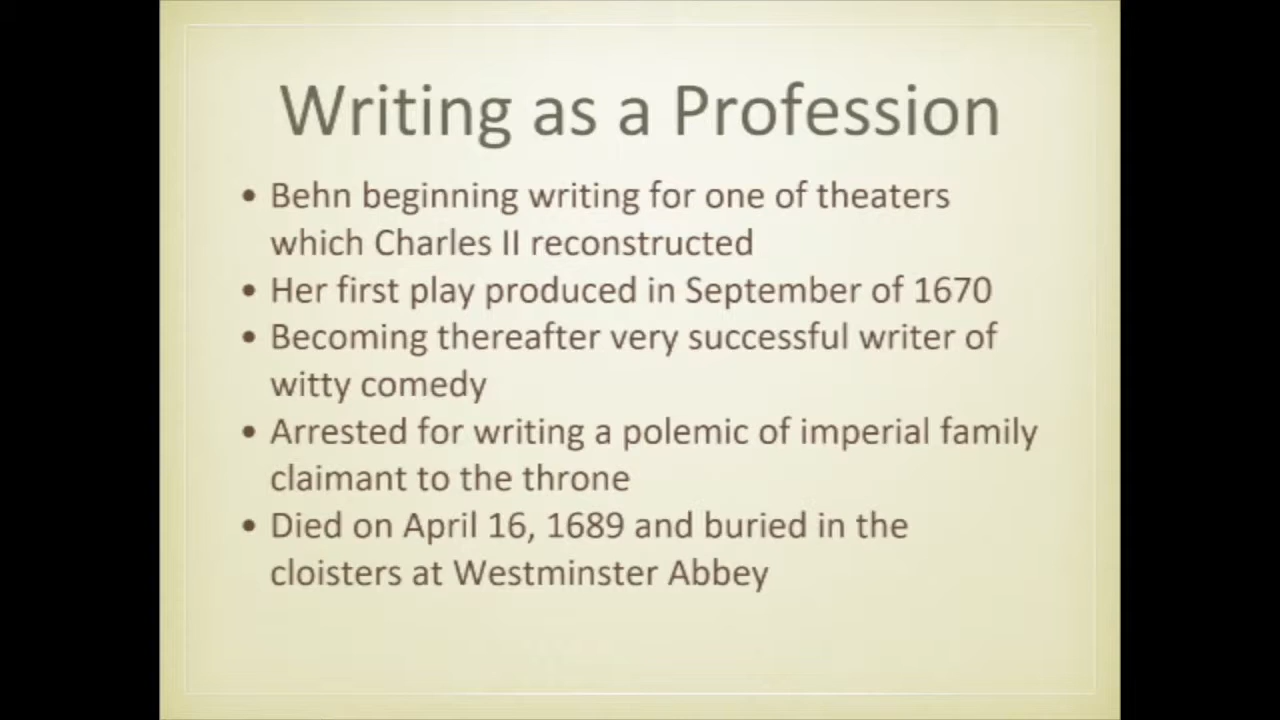 Writing as a Profession
• Behn beginning writing for one of theaters
which Charles II reconstructed
• Her first play produced in September of 1670
• Becoming thereafter very successful writer of
witty comedy
• Arrested for writing a polemic of imperial family
claimant to the throne
• Died on April 16, 1689 and buried in the
cloisters at Westminster Abbey